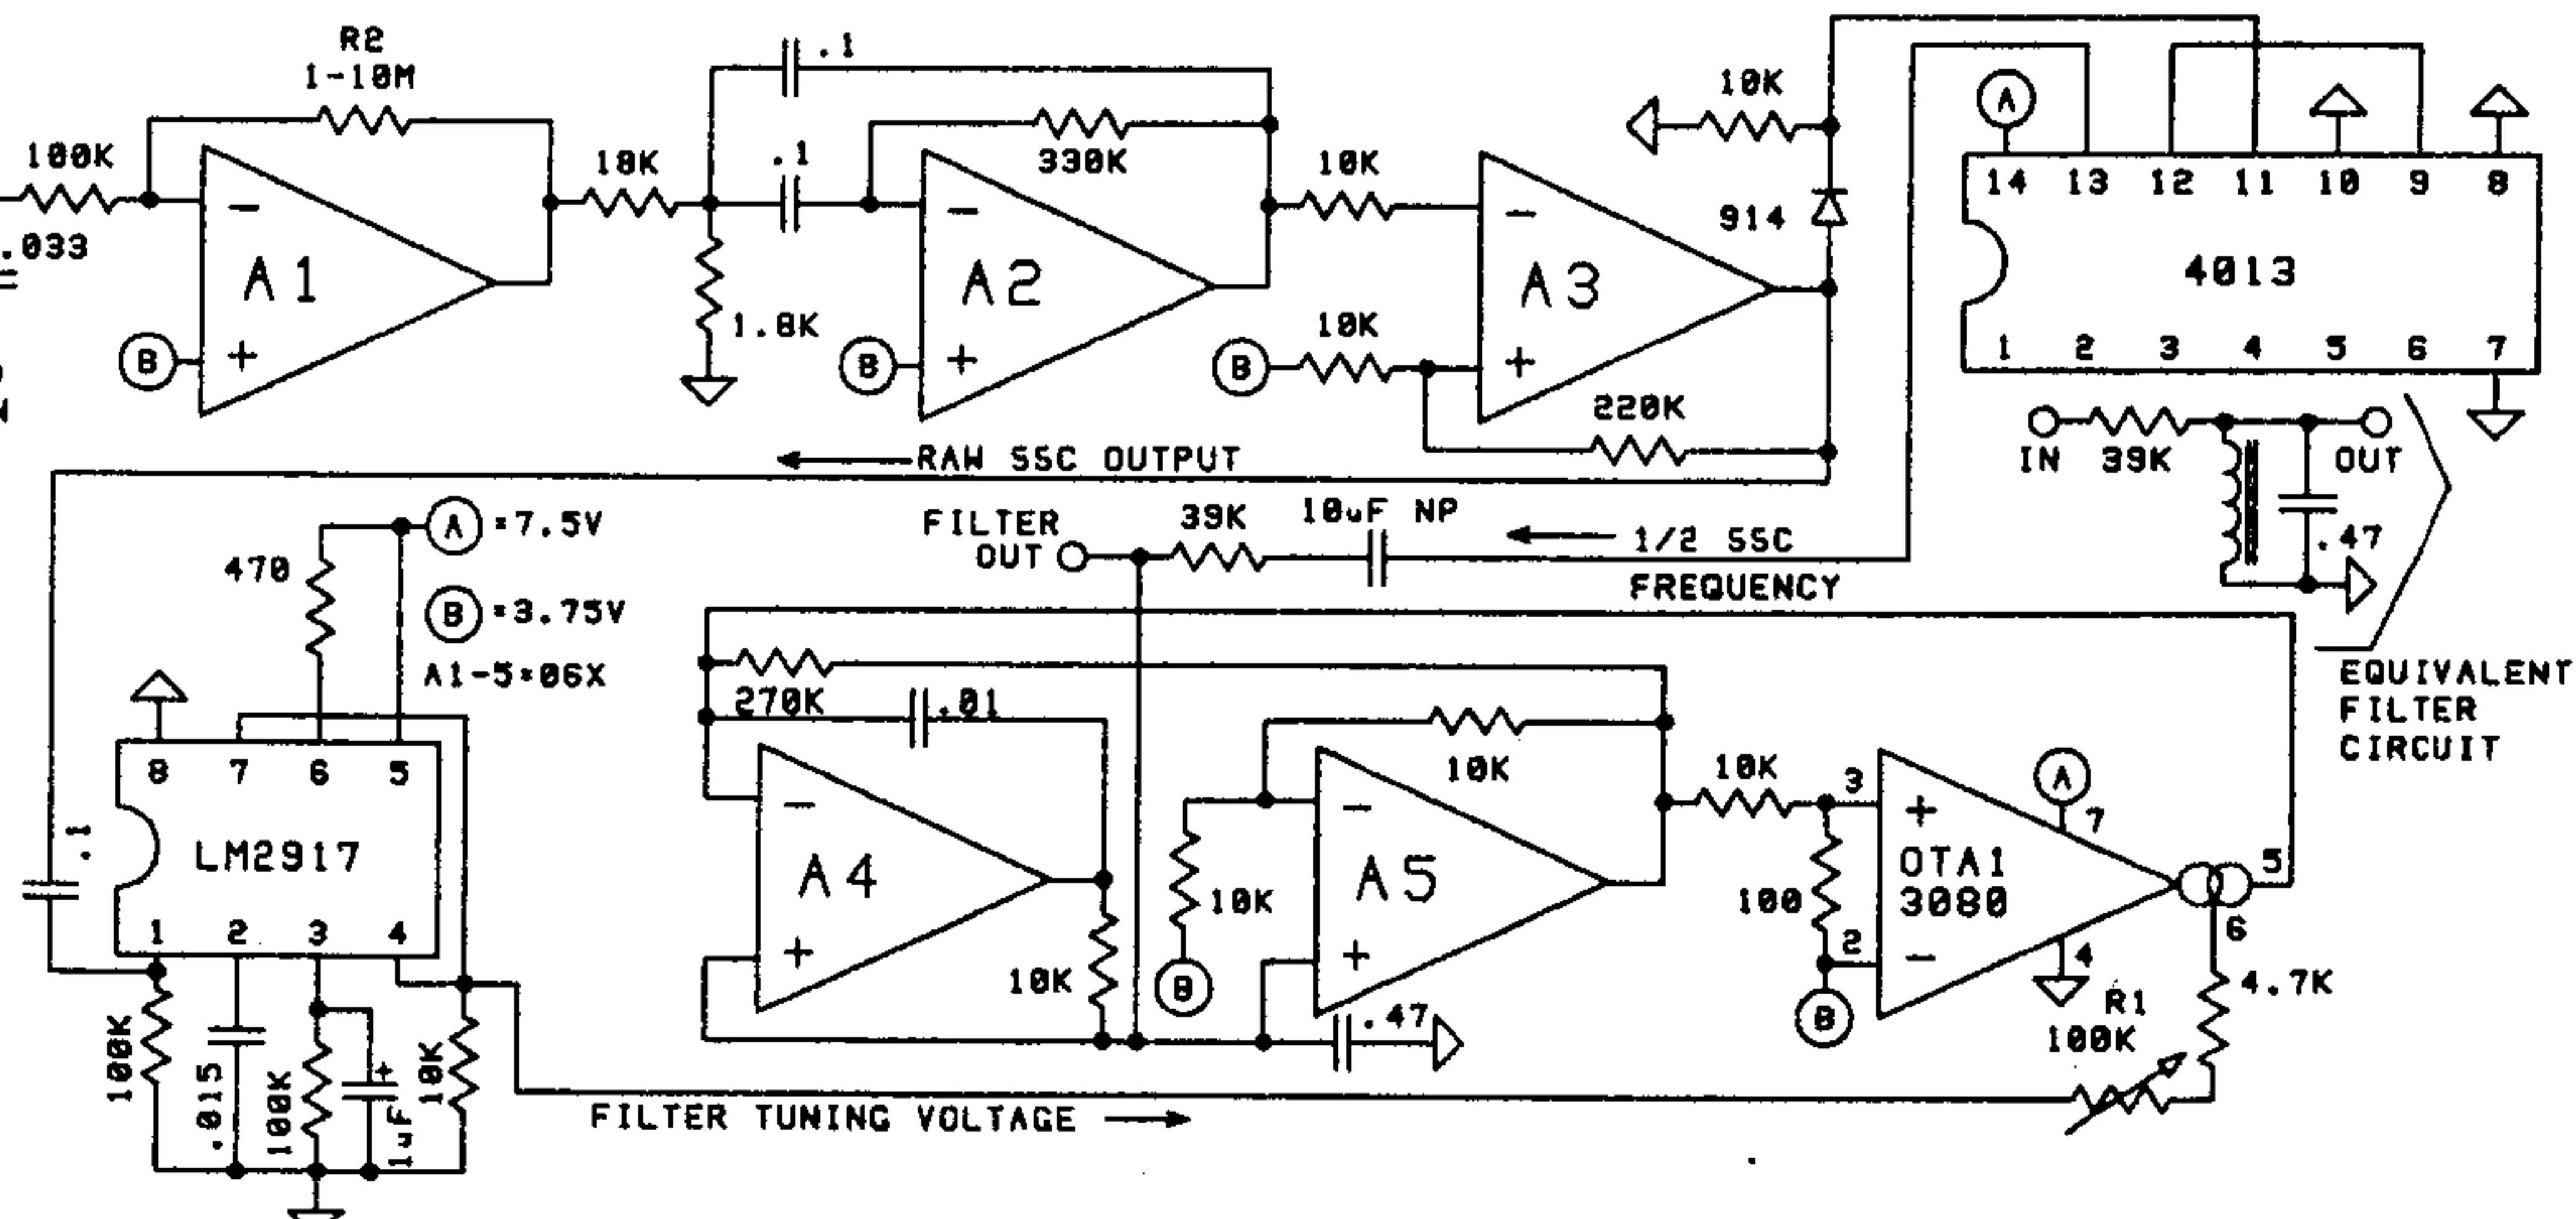 R2
1-10M
100K
.033
A1
B
18K
1.8K
.1
.1
330K
A2
B
10K
10K
B
A3
220K
10K
914
A
14 13 12 11 10 9 8
4013
1 2 3 4 5 6 7
RAW SSC OUTPUT
IN 39K OUT
.47
EQUIVALENT
FILTER
CIRCUIT
FILTER
OUT
39K
10uF NP
1/2 SSC
FREQUENCY
A =7.5V
B =3.75V
A1-5=06X
470
8 7 6 5
LM2917
1 2 3 4
.1
100K
.015
100K
+
1uF
10K
270K
.01
A4
10K
10K
B
A5
10K
.47
10K
100
B
3
2
OTA1
3080
A
7
4
5
6
4.7K
R1
100K
FILTER TUNING VOLTAGE